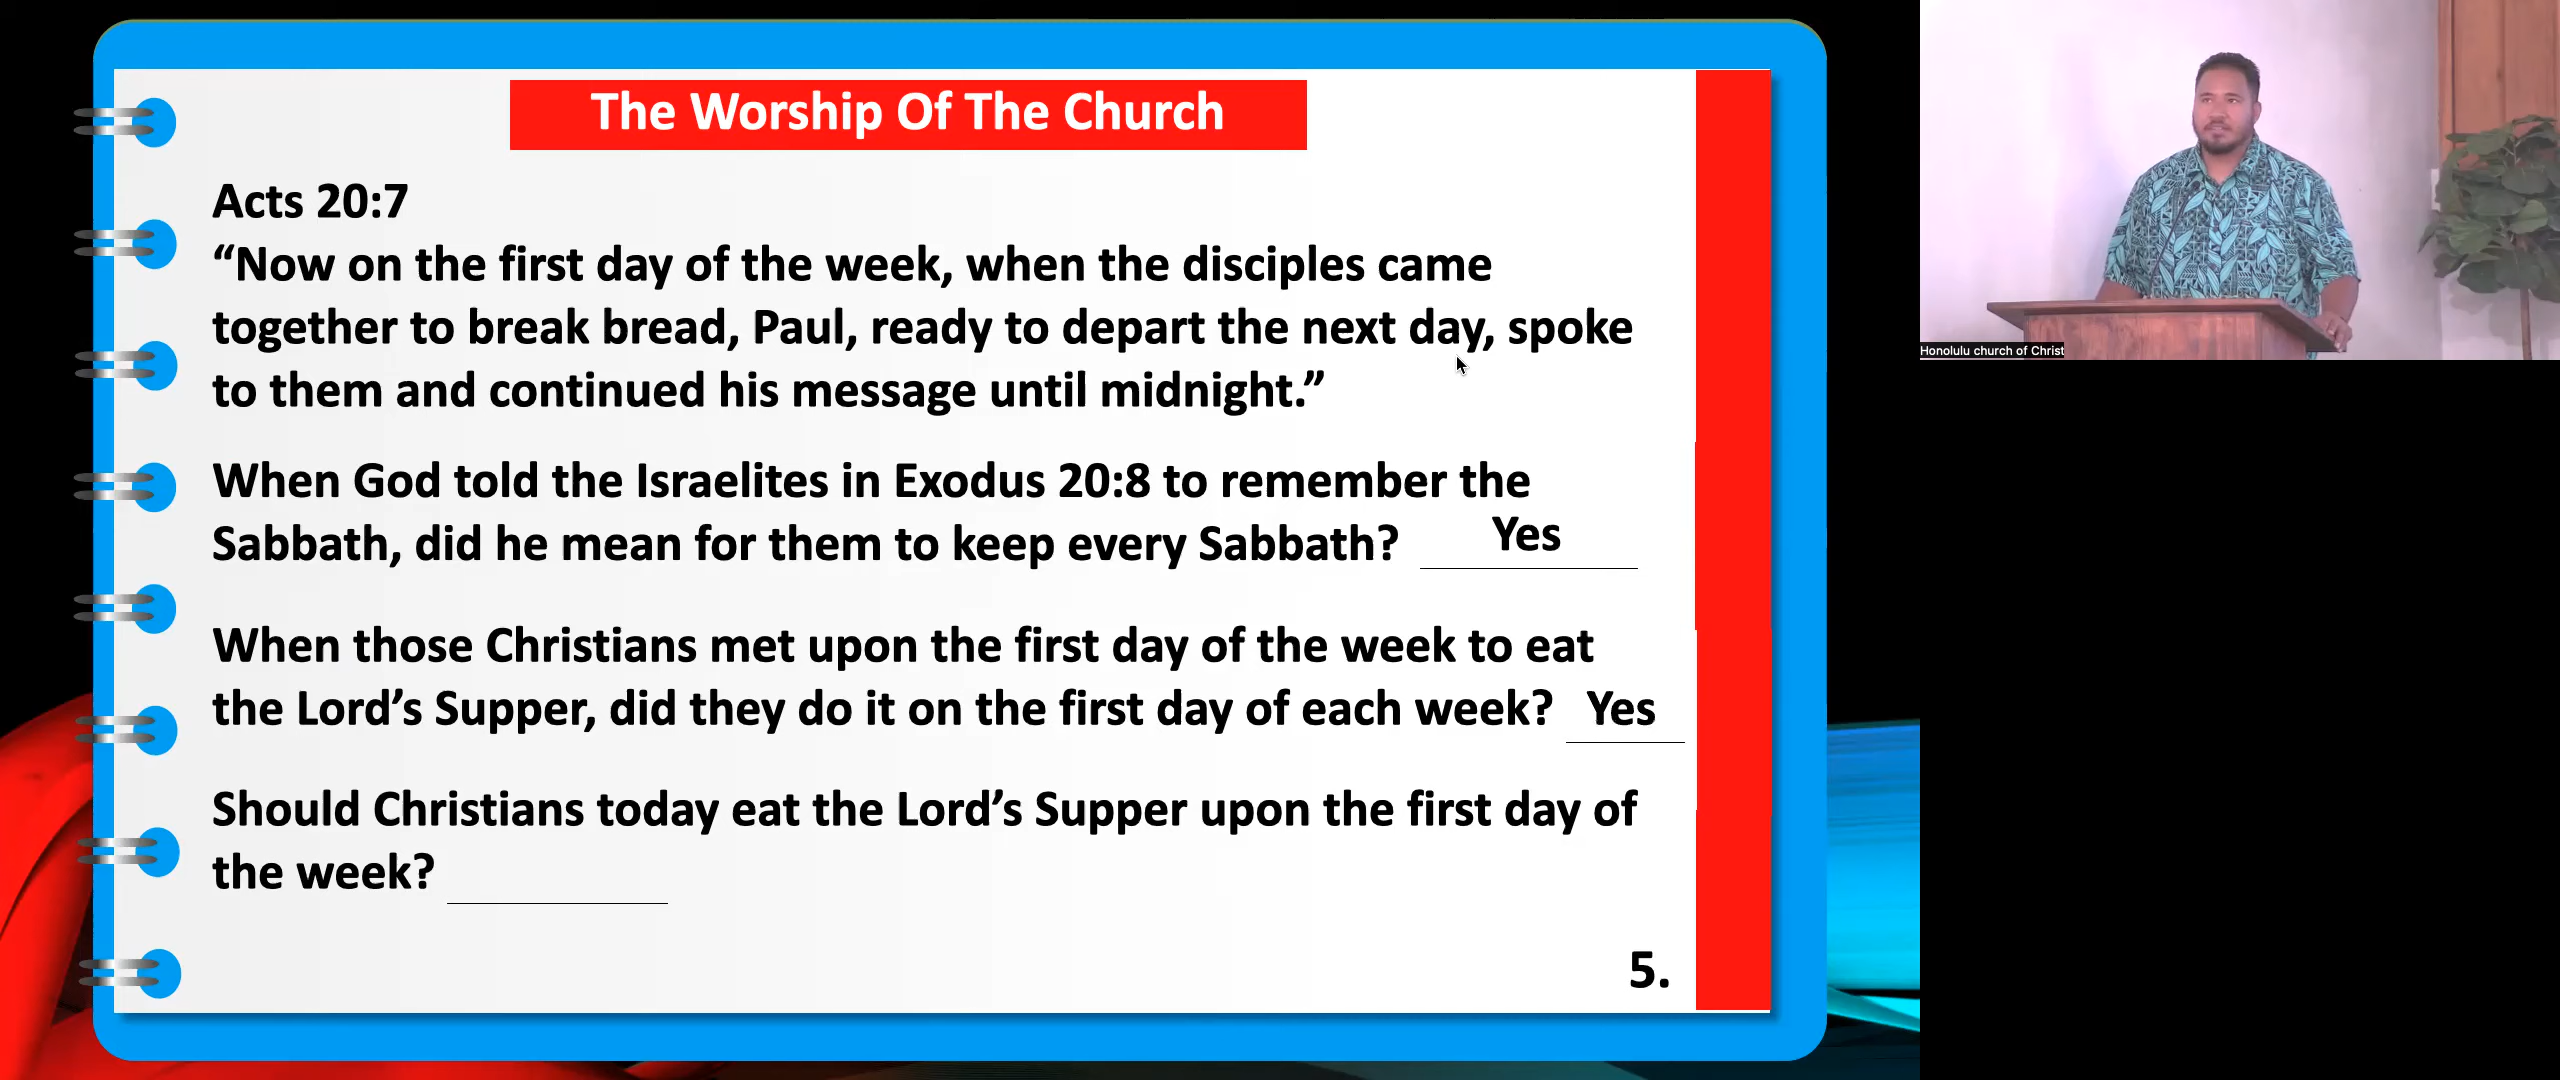 The Worship Of The Church
Acts 20:7
“Now on the first day of the week, when the disciples came
together to break bread, Paul, ready to depart the next day, spoke
to them and continued his message until midnight.”
When God told the Israelites in Exodus 20:8 to remember the
Sabbath, did he mean for them to keep every Sabbath? Yes
When those Christians met upon the first day of the week to eat
the Lord’s Supper, did they do it on the first day of each week? Yes
Should Christians today eat the Lord’s Supper upon the first day of
the week?
5.
Honolulu church of Christ